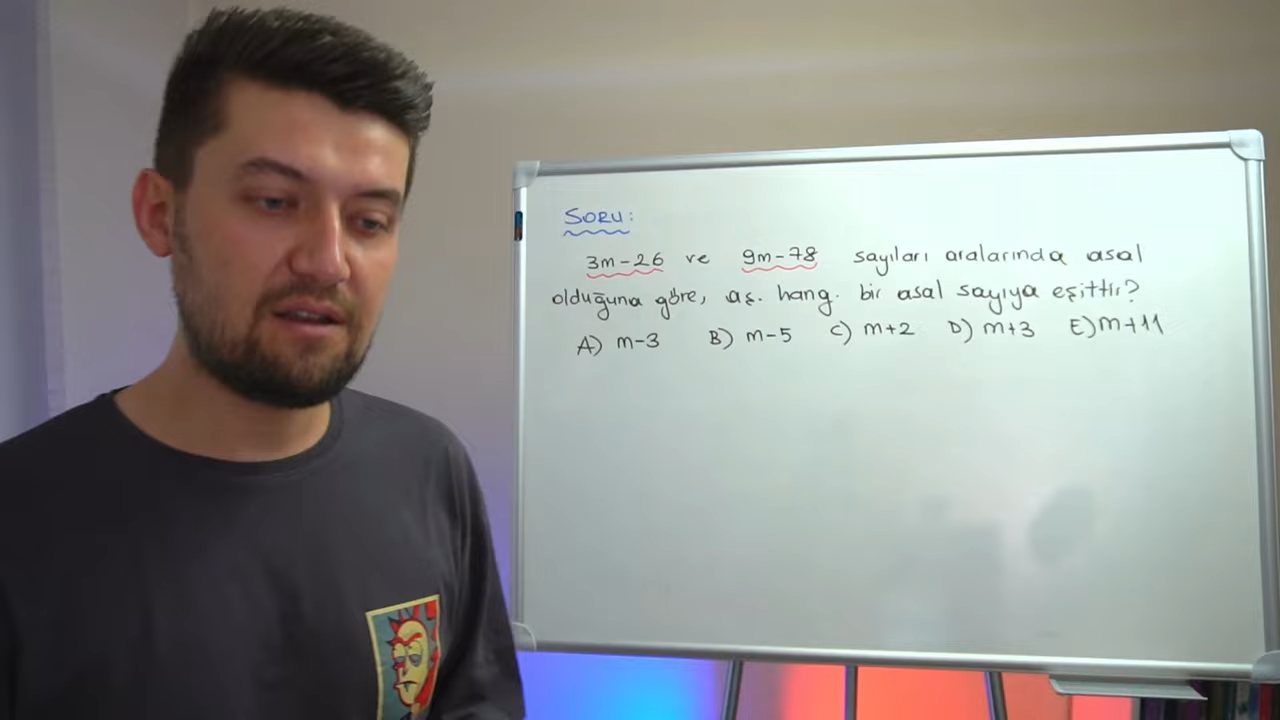 SORU:
3m-26 ve 9m-78 sayıları aralarında asal
olduğuna göre, aş. hang. bir asal sayıya eşittir?
A) m-3 B) m-5 C) m+2 D) m+3 E) m+11